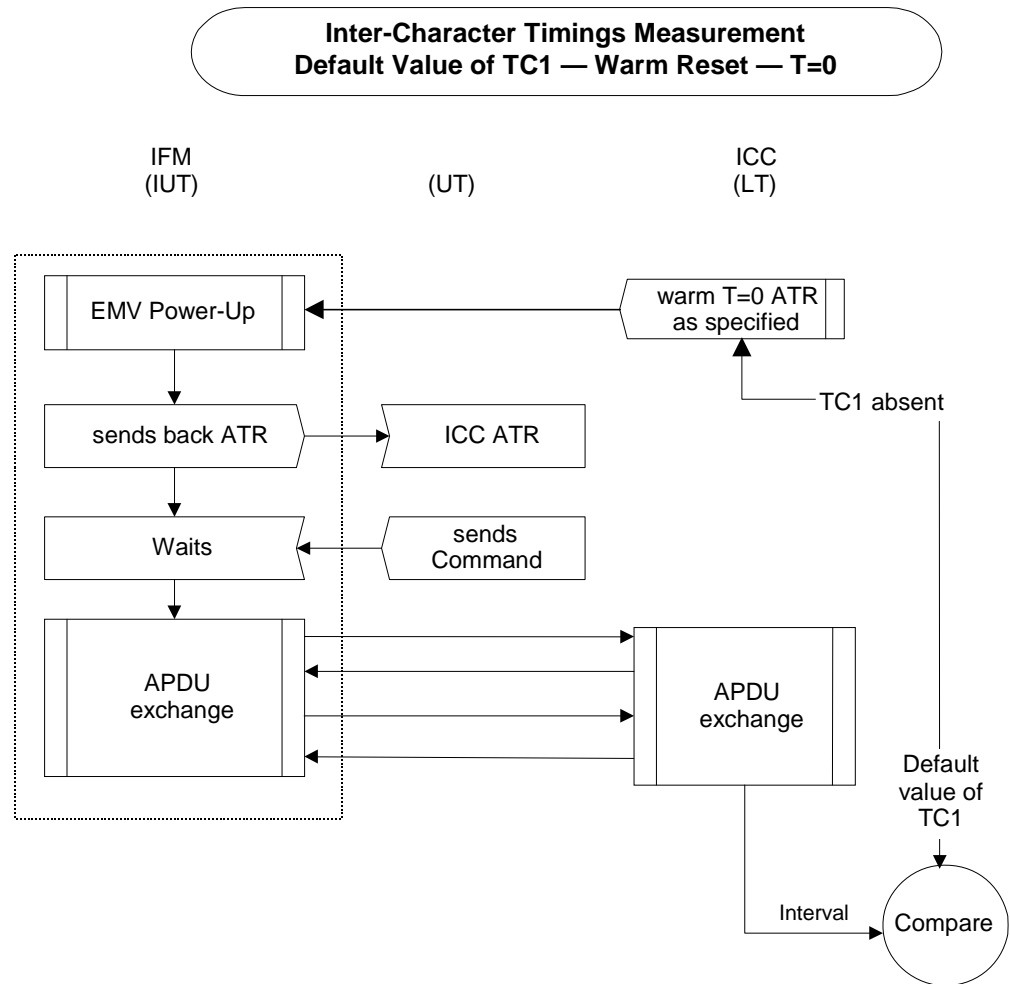 Inter-Character Timings Measurement
Default Value of TC1 — Warm Reset — T=0
IFM
(IUT)
(UT)
ICC
(LT)
EMV Power-Up
warm T=0 ATR
as specified
TC1 absent
sends back ATR
ICC ATR
Waits
sends
Command
APDU
exchange
APDU
exchange
Default
value of
TC1
Interval
Compare